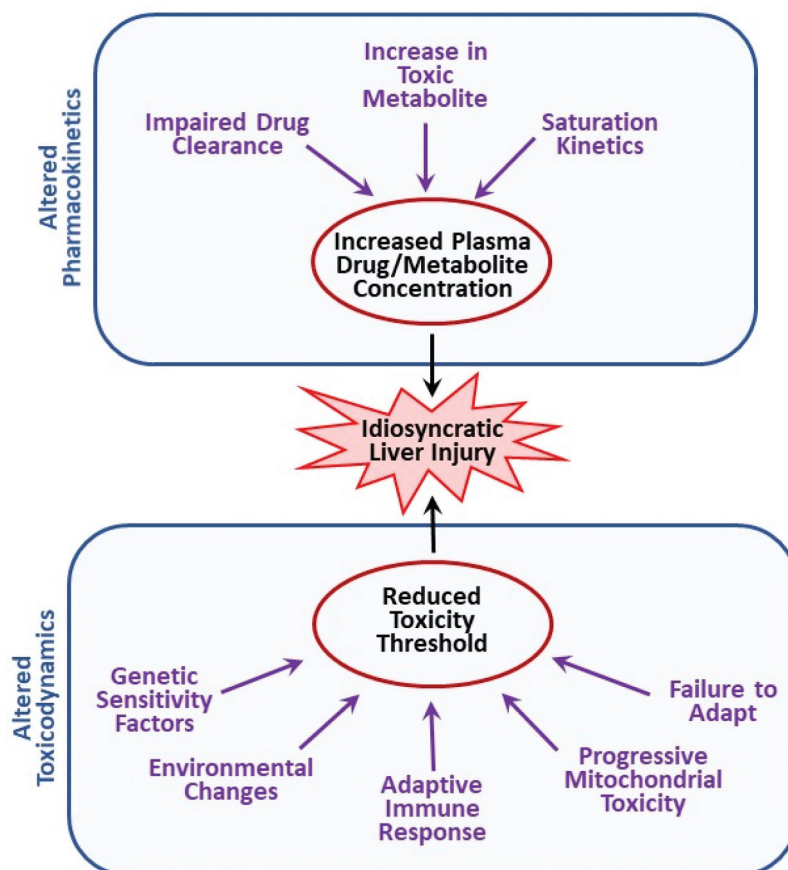 Altered
Pharmacokinetics
Increase in
Toxic
Metabolite
Impaired Drug
Clearance
Saturation
Kinetics
Increased Plasma
Drug/Metabolite
Concentration
Idiosyncratic
Liver Injury
Altered
Toxicodynamics
Reduced
Toxicity
Threshold
Genetic
Sensitivity
Factors
Environmental
Changes
Adaptive
Immune
Response
Progressive
Mitochondrial
Toxicity
Failure to
Adapt